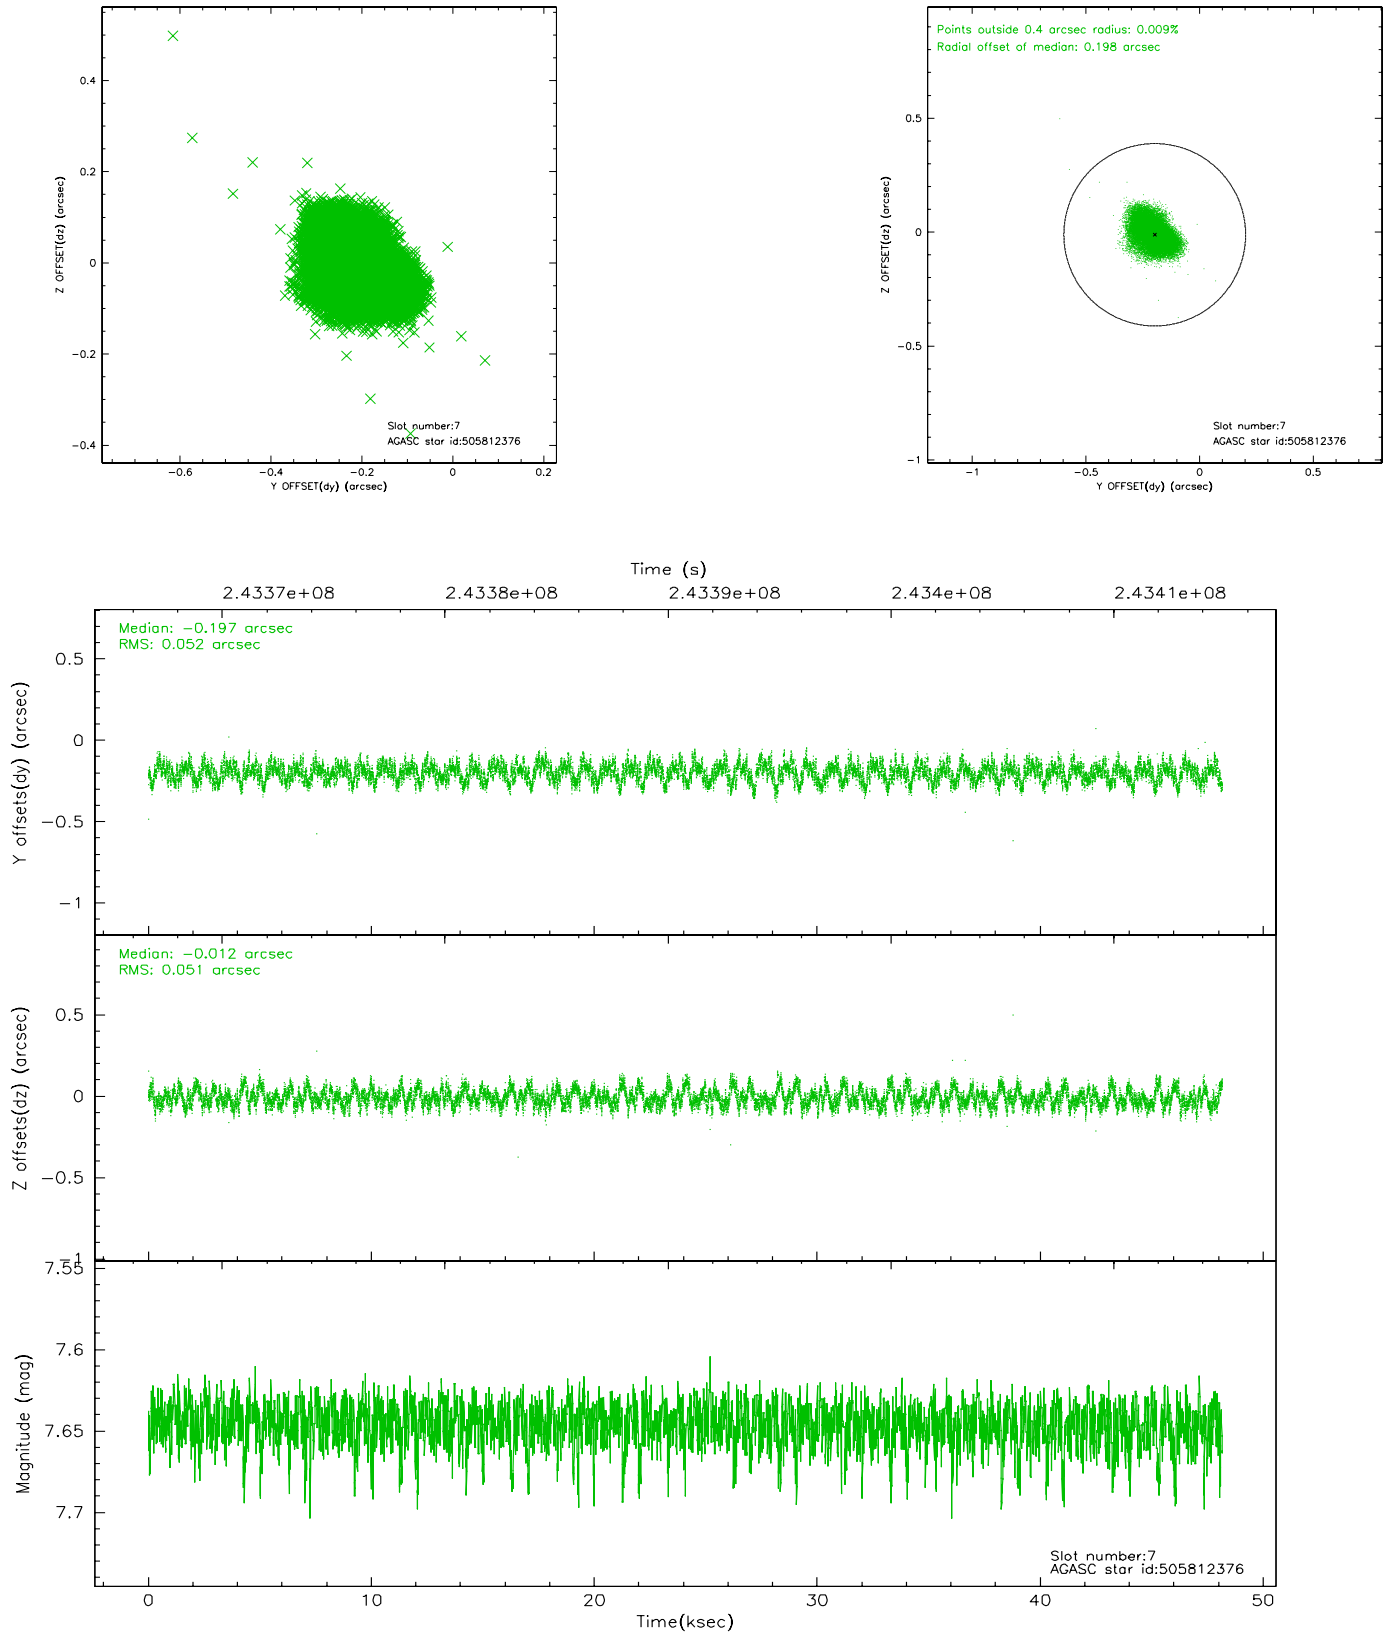 0.4
0.2
0
−0.2
−0.4
Z OFFSET(dz) (arcsec)
Slot number:7
AGASC star id:505812376
−0.6 −0.4 −0.2 0 0.2
Y OFFSET(dy) (arcsec)
Points outside 0.4 arcsec radius: 0.009%
Radial offset of median: 0.198 arcsec
0.5
0
−0.5
−1
Z OFFSET(dz) (arcsec)
Slot number:7
AGASC star id:505812376
−1 −0.5 0 0.5
Y OFFSET(dy) (arcsec)
Time (s)
2.4337e+08 2.4338e+08 2.4339e+08 2.434e+08 2.4341e+08
Median: −0.197 arcsec
RMS: 0.052 arcsec
0.5
0
−0.5
−1
Y offsets(dy) (arcsec)
Median: −0.012 arcsec
RMS: 0.051 arcsec
0.5
0
−0.5
−1
Z offsets(dz) (arcsec)
7.55
7.6
7.65
7.7
Magnitude (mag)
Slot number:7
AGASC star id:505812376
0 10 20 30 40 50
Time(ksec)